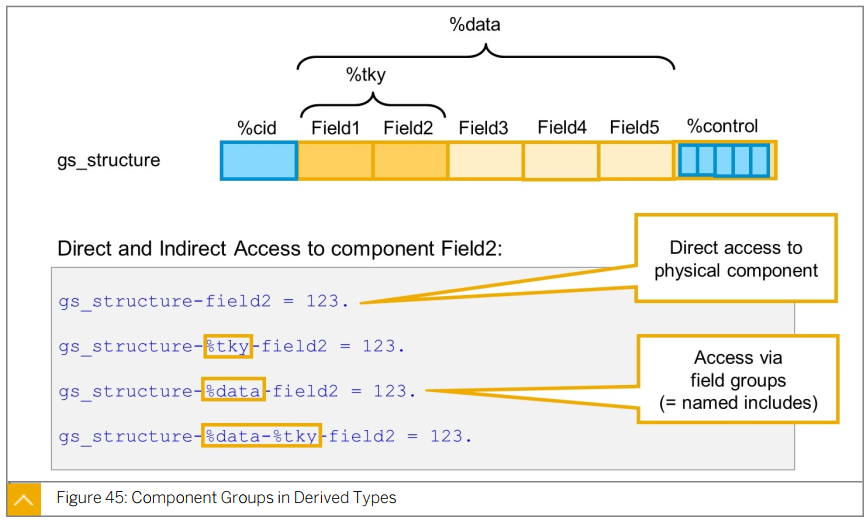 %data
%tky
%cid Field1 Field2 Field3 Field4 Field5 %control
gs_structure
Direct and Indirect Access to component Field2:
Direct access to
physical component
gs_structure-field2 = 123.
gs_structure-%tky-field2 = 123.
Access via
field groups
(= named includes)
gs_structure-%data-field2 = 123.
gs_structure-%data-%tky-field2 = 123.
Figure 45: Component Groups in Derived Types